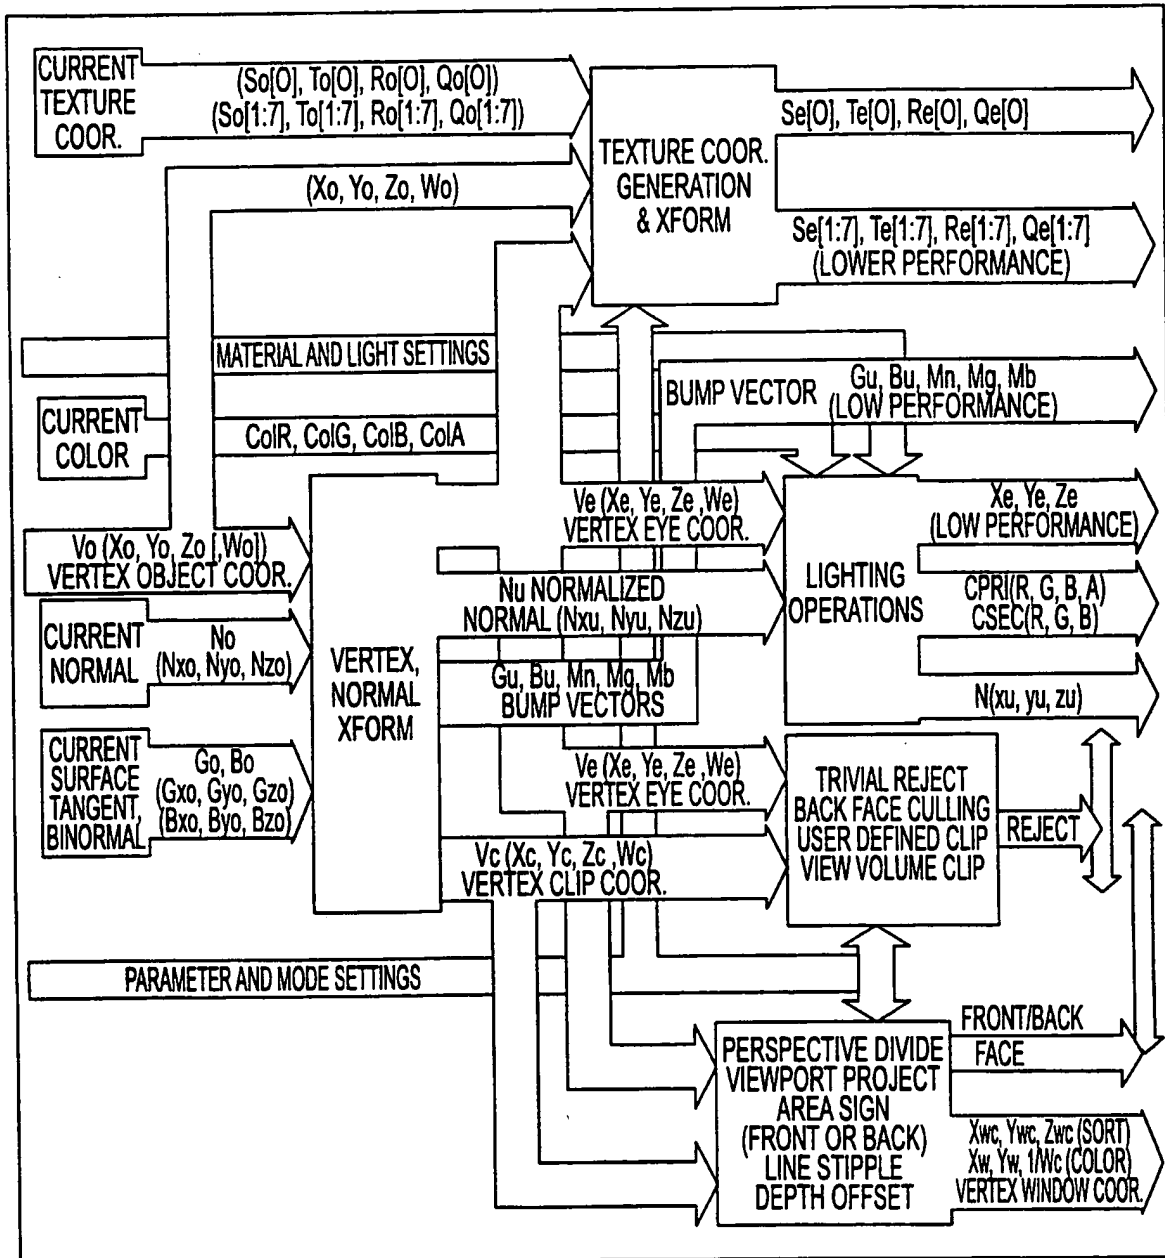 CURRENT
TEXTURE
COOR.
(So[O], To[O], Ro[O], Qo[O])
(So[1:7], To[1:7], Ro[1:7], Qo[1:7])
(Xo, Yo, Zo, Wo)
TEXTURE COOR.
GENERATION
& XFORM
Se[O], Te[O], Re[O], Qe[O]
Se[1:7], Te[1:7], Re[1:7], Qe[1:7]
(LOWER PERFORMANCE)
MATERIAL AND LIGHT SETTINGS
CURRENT
COLOR
ColR, ColG, ColB, ColA
BUMP VECTOR
Gu, Bu, Mn, Mg, Mb
(LOW PERFORMANCE)
Vo (Xo, Yo, Zo [,Wo])
VERTEX OBJECT COOR.
CURRENT
NORMAL
No
(Nxo, Nyo, Nzo)
CURRENT
SURFACE
TANGENT,
BINORMAL
Go, Bo
(Gxo, Gyo, Gzo)
(Bxo, Byo, Bzo)
VERTEX,
NORMAL
XFORM
Ve (Xe, Ye, Ze ,We)
VERTEX EYE COOR.
Nu NORMALIZED
NORMAL (Nxu, Nyu, Nzu)
Gu, Bu, Mn, Mg, Mb
BUMP VECTORS
Ve (Xe, Ye, Ze ,We)
VERTEX EYE COOR.
Vc (Xc, Yc, Zc ,Wc)
VERTEX CLIP COOR.
LIGHTING
OPERATIONS
Xe, Ye, Ze
(LOW PERFORMANCE)
CPRI(R, G, B, A)
CSEC(R, G, B)
N(xu, yu, zu)
TRIVIAL REJECT
BACK FACE CULLING
USER DEFINED CLIP
VIEW VOLUME CLIP
REJECT
PARAMETER AND MODE SETTINGS
PERSPECTIVE DIVIDE
VIEWPORT PROJECT
AREA SIGN
(FRONT OR BACK)
LINE STIPPLE
DEPTH OFFSET
FRONT/BACK
FACE
Xwc, Ywc, Zwc (SORT)
Xw, Yw, 1/Wc (COLOR)
VERTEX WINDOW COOR.